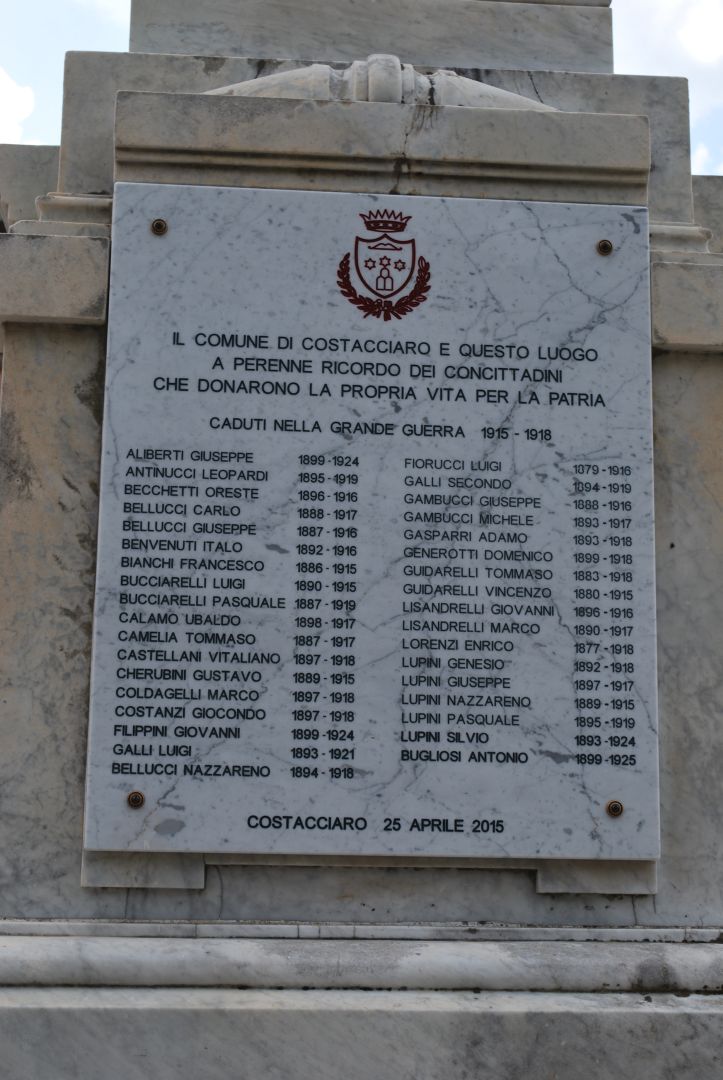 IL COMUNE DI COSTACCIARO E QUESTO LUOGO
A PERENNE RICORDO DEI CONCITTADINI
CHE DONARONO LA PROPRIA VITA PER LA PATRIA
CADUTI NELLA GRANDE GUERRA 1915 - 1918
ALIBERTI GIUSEPPE 1899 - 1924
ANTINUCCI LEOPARDI 1895 - 1919
BECCHETTI ORESTE 1896 - 1916
BELLUCCI CARLO 1888 - 1917
BELLUCCI GIUSEPPE 1887 - 1916
BENVENUTI ITALO 1892 - 1916
BIANCHI FRANCESCO 1886 - 1915
BUCCIARELLI LUIGI 1890 - 1915
BUCCIARELLI PASQUALE 1887 - 1919
CALAMO UBALDO 1898 - 1917
CAMELIA TOMMASO 1887 - 1917
CASTELLANI VITALIANO 1897 - 1918
CHERUBINI GUSTAVO 1889 - 1915
COLDAGELLI MARCO 1897 - 1918
COSTANZI GIOCONDO 1897 - 1918
FILIPPINI GIOVANNI 1899 - 1924
GALLI LUIGI 1893 - 1921
BELLUCCI NAZZARENO 1894 - 1918
FIORUCCI LUIGI 1879 - 1916
GALLI SECONDO 1894 - 1919
GAMBUCCI GIUSEPPE 1888 - 1916
GAMBUCCI MICHELE 1893 - 1917
GASPARRI ADAMO 1893 - 1918
GENEROTTI DOMENICO 1899 - 1918
GUIDARELLI TOMMASO 1883 - 1918
GUIDARELLI VINCENZO 1880 - 1915
LISANDRELLI GIOVANNI 1896 - 1916
LISANDRELLI MARCO 1890 - 1917
LORENZI ENRICO 1877 - 1918
LUPINI GENESIO 1892 - 1918
LUPINI GIUSEPPE 1897 - 1917
LUPINI NAZZARENO 1889 - 1915
LUPINI PASQUALE 1895 - 1919
LUPINI SILVIO 1893 - 1924
BUGLIOSI ANTONIO 1899 - 1925
COSTACCIARO 25 APRILE 2015